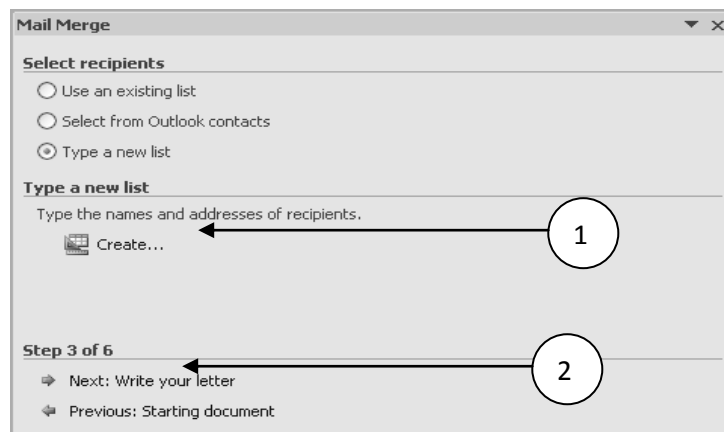 Mail Merge
Select recipients
Use an existing list
Select from Outlook contacts
Type a new list
Type a new list
Type the names and addresses of recipients.
Create...
1
Step 3 of 6
2
Next: Write your letter
Previous: Starting document